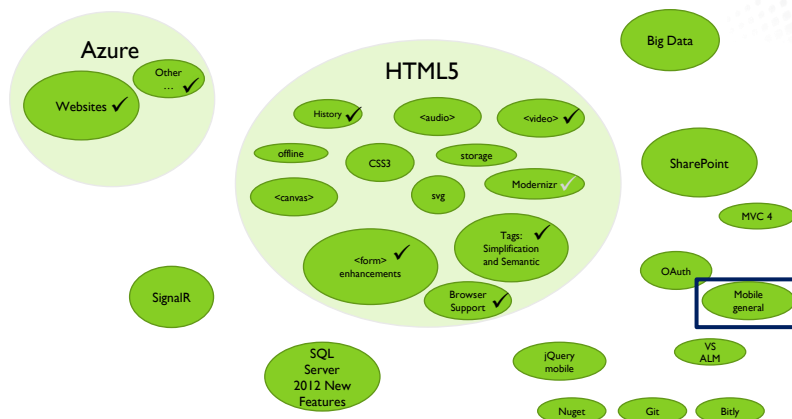 Azure
Other
...
Websites
HTML5
History
<audio>
<video>
offline
CSS3
storage
<canvas>
svg
Modernizr
<form>
enhancements
Tags:
Simplification
and Semantic
Browser
Support
Big Data
SharePoint
MVC 4
OAuth
Mobile
general
SignalR
SQL
Server
2012 New
Features
jQuery
mobile
VS
ALM
Nuget
Git
Bitly